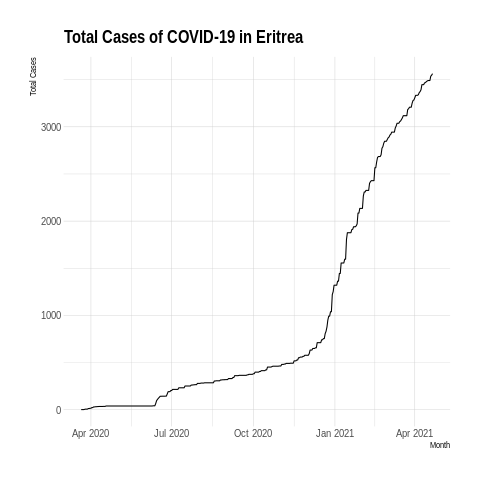 Total Cases of COVID-19 in Eritrea
Total Cases
3000
2000
1000
0
Apr 2020 Jul 2020 Oct 2020 Jan 2021 Apr 2021
Month